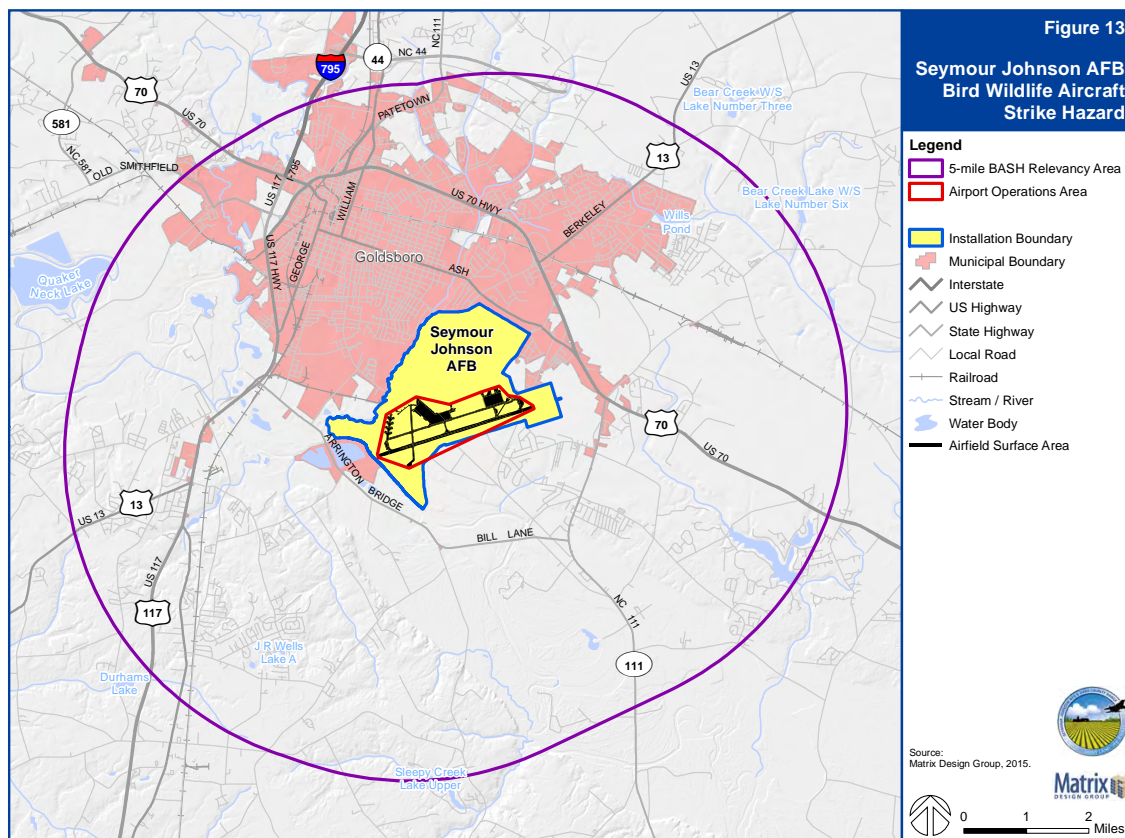 Figure 13
Seymour Johnson AFB
Bird Wildlife Aircraft
Strike Hazard
Legend
5-mile BASH Relevancy Area
Airport Operations Area
Installation Boundary
Municipal Boundary
Interstate
US Highway
State Highway
Local Road
Railroad
Stream / River
Water Body
Airfield Surface Area
Source:
Matrix Design Group, 2015.
Matrix
DESIGN GROUP
0 1 2
Miles
795
44
NC 44
NC 111
US 13
70
US 70
PATETOWN
Bear Creek W/S
Lake Number Three
581
NC 581
OLD SMITHFIELD
I-795
US 117
WILLIAM
13
US 70 HWY
Bear Creek Lake W/S
Lake Number Six
BERKELEY
Wills
Pond
Quaker
Neck Lake
US 117 HWY
GEORGE
Goldsboro
ASH
Seymour
Johnson
AFB
70
US 70
ARRINGTON BRIDGE
13
US 13
BILL LANE
US 117
117
NC 111
111
J R Wells
Lake A
Durhams
Lake
Sleepy Creek
Lake Upper